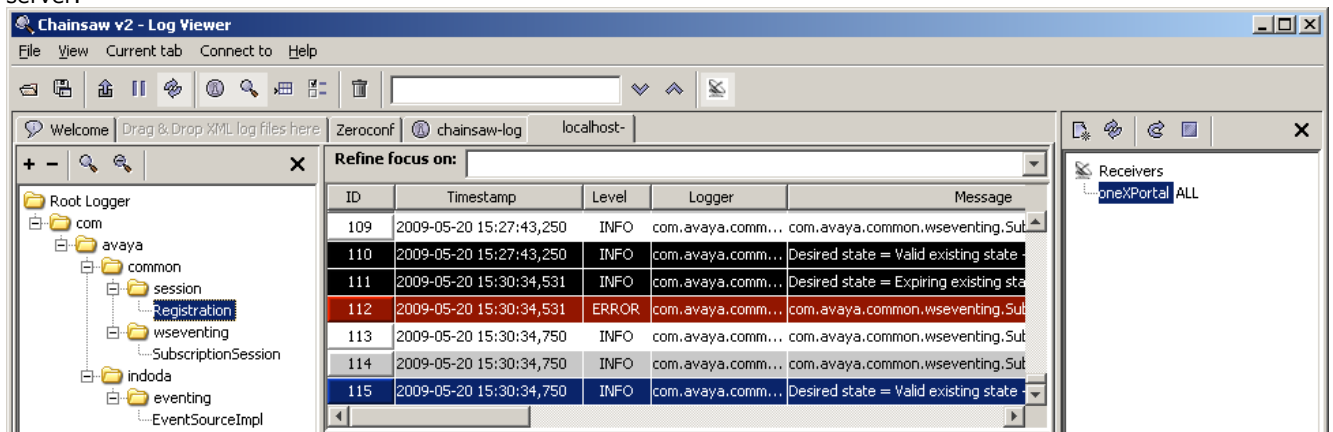 server.
Chainsaw v2 - Log Viewer
File View Current tab Connect to Help
Welcome Drag & Drop XML log files here Zeroconf chainsaw-log localhost-
Refine focus on:
Root Logger
com
avaya
common
session
Registration
wseventing
SubscriptionSession
indoda
eventing
EventSourceImpl
ID Timestamp Level Logger Message
109 2009-05-20 15:27:43,250 INFO com.avaya.comm... com.avaya.common.wseventing.Sub
110 2009-05-20 15:27:43,250 INFO com.avaya.comm... Desired state = Valid existing state -
111 2009-05-20 15:30:34,531 INFO com.avaya.comm... Desired state = Expiring existing sta
112 2009-05-20 15:30:34,531 ERROR com.avaya.comm... com.avaya.common.wseventing.Sub
113 2009-05-20 15:30:34,750 INFO com.avaya.comm... com.avaya.common.wseventing.Sub
114 2009-05-20 15:30:34,750 INFO com.avaya.comm... com.avaya.common.wseventing.Sub
115 2009-05-20 15:30:34,750 INFO com.avaya.comm... Desired state = Valid existing state -
Receivers
oneXPortal ALL